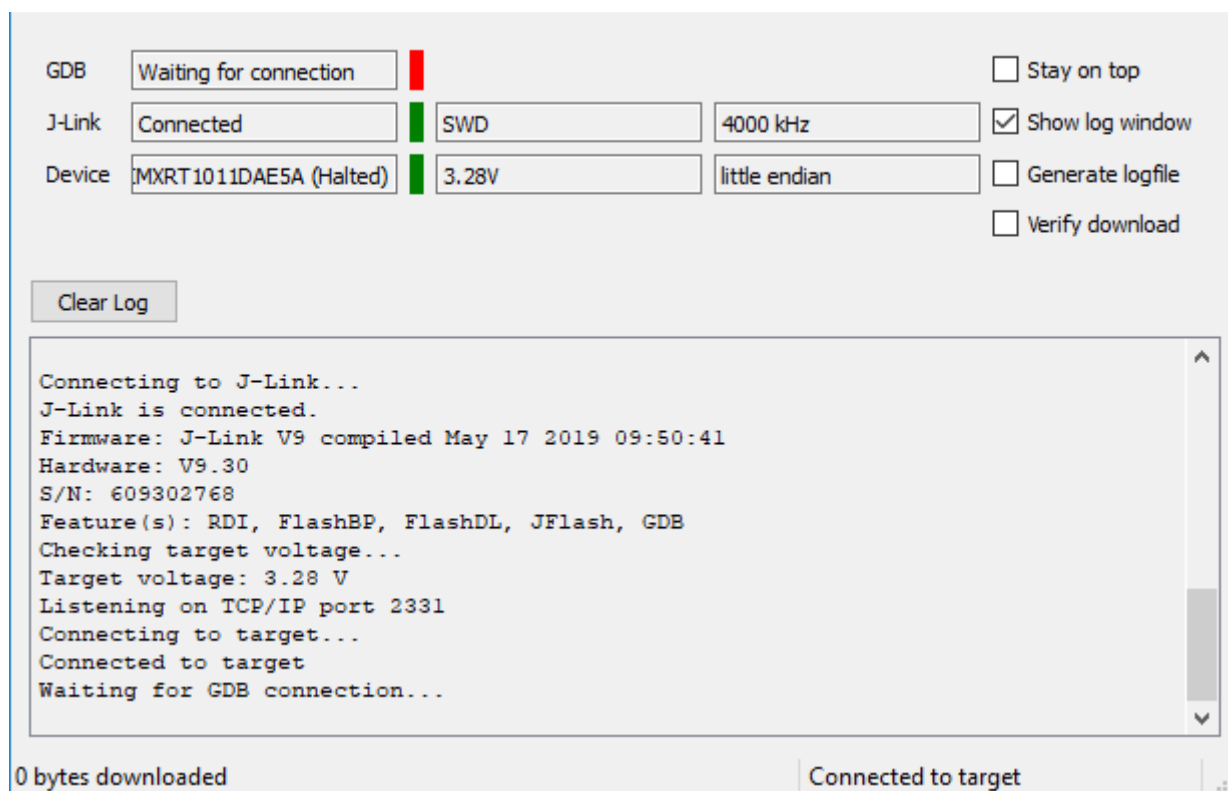 GDB Waiting for connection Stay on top
J-Link Connected SWD 4000 kHz Show log window
Device IMXRT1011DAE5A (Halted) 3.28V little endian Generate logfile
Verify download
Clear Log
Connecting to J-Link...
J-Link is connected.
Firmware: J-Link V9 compiled May 17 2019 09:50:41
Hardware: V9.30
S/N: 609302768
Feature(s): RDI, FlashBP, FlashDL, JFlash, GDB
Checking target voltage...
Target voltage: 3.28 V
Listening on TCP/IP port 2331
Connecting to target...
Connected to target
Waiting for GDB connection...
0 bytes downloaded Connected to target